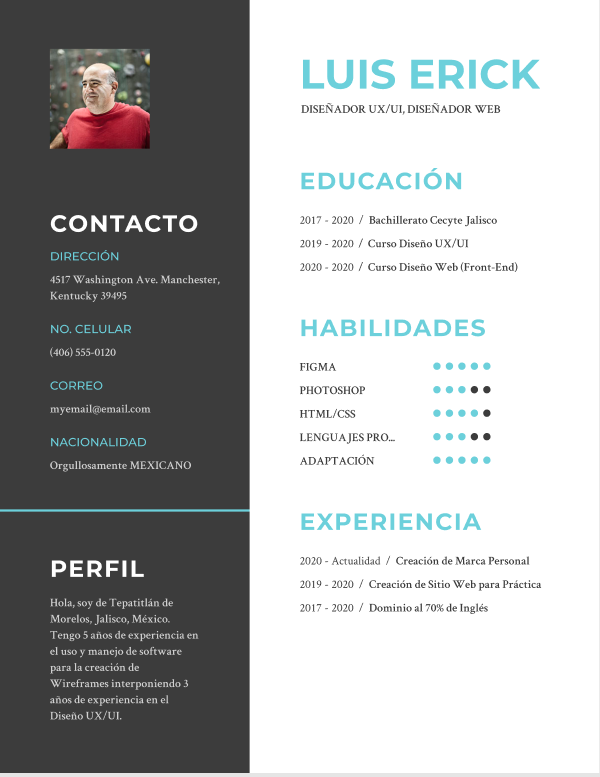 CONTACTO
DIRECCIÓN
4517 Washington Ave. Manchester,
Kentucky 39495
NO. CELULAR
(406) 555-0120
CORREO
myemail@email.com
NACIONALIDAD
Orgullosamente MEXICANO
PERFIL
Hola, soy de Tepatitlán de
Morelos, Jalisco, México.
Tengo 5 años de experiencia en
el uso y manejo de software
para la creación de
Wireframes interponiendo 3
años de experiencia en el
Diseño UX/UI.
LUIS ERICK
DISEÑADOR UX/UI, DISEÑADOR WEB
EDUCACIÓN
2017 - 2020 / Bachillerato Cecyte Jalisco
2019 - 2020 / Curso Diseño UX/UI
2020 - 2020 / Curso Diseño Web (Front-End)
HABILIDADES
FIGMA
PHOTOSHOP
HTML/CSS
LENGUAJES PRO...
ADAPTACIÓN
EXPERIENCIA
2020 - Actualidad / Creación de Marca Personal
2019 - 2020 / Creación de Sitio Web para Práctica
2017 - 2020 / Dominio al 70% de Inglés